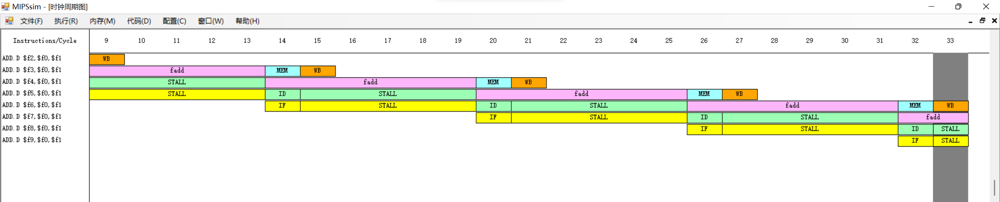 MIPSsim - [时钟周期图]
文件(F) 执行(R) 内存(M) 代码(D) 配置(C) 窗口(W) 帮助(H)
Instructions/Cycle 9 10 11 12 13 14 15 16 17 18 19 20 21 22 23 24 25 26 27 28 29 30 31 32 33
ADD.D $f2,$f0,$f1 WB
ADD.D $f3,$f0,$f1 fadd MEM WB
ADD.D $f4,$f0,$f1 STALL fadd MEM WB
ADD.D $f5,$f0,$f1 STALL ID STALL fadd MEM WB
ADD.D $f6,$f0,$f1 IF STALL ID STALL fadd MEM WB
ADD.D $f7,$f0,$f1 IF STALL ID STALL fadd
ADD.D $f8,$f0,$f1 IF STALL ID STALL
ADD.D $f9,$f0,$f1 IF STALL